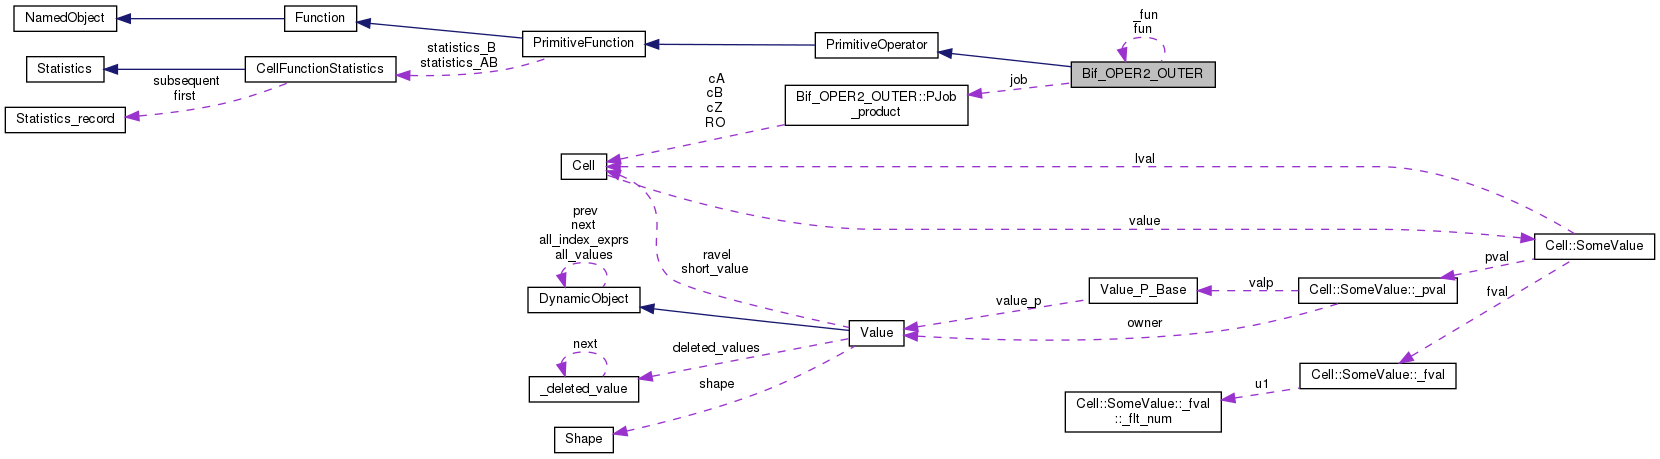 NamedObject
Function
_fun
fun
PrimitiveFunction
PrimitiveOperator
statistics_B
statistics_AB
Statistics
CellFunctionStatistics
Bif_OPER2_OUTER
subsequent
first
job
Statistics_record
cA
cB
cZ
RO
Bif_OPER2_OUTER::PJob
_product
Cell
lval
value
prev
next
all_index_exprs
all_values
ravel
short_value
Cell::SomeValue
pval
DynamicObject
value_p
Value_P_Base
valp
Cell::SomeValue::_pval
fval
Value
owner
next
deleted_values
_deleted_value
shape
u1
Cell::SomeValue::_fval
Cell::SomeValue::_fval
::_flt_num
Shape